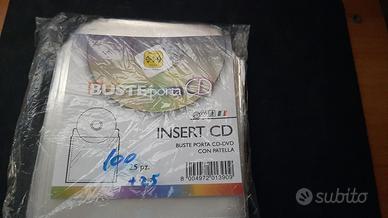 BUSTE porta CD
INSERT CD
BUSTE PORTA CD-DVD
CON PATELLA
100
25 pz.
8 004972 013909
subito